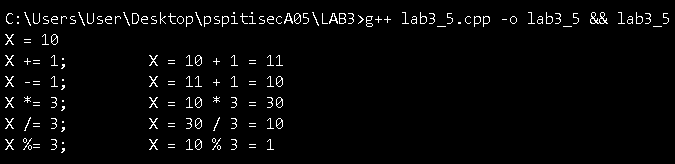 C:\Users\User\Desktop\pspitisecA05\LAB3>g++ lab3_5.cpp -o lab3_5 && lab3_5
X = 10
X += 1; X = 10 + 1 = 11
X -= 1; X = 11 + 1 = 10
X *= 3; X = 10 * 3 = 30
X /= 3; X = 30 / 3 = 10
X %= 3; X = 10 % 3 = 1